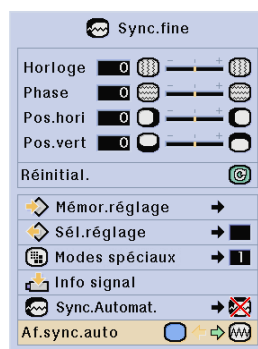 Sync.fine
Horloge 0 - +
Phase 0 - +
Pos.hori 0 - +
Pos.vert 0 - +
Réinitial.
Mémor.réglage
Sél.réglage
Modes spéciaux 1
Info signal
Sync.Automat.
Af.sync.auto